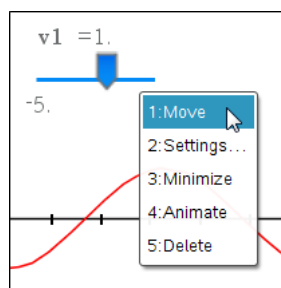 v1 =1.
-5.
1:Move
2:Settings...
3:Minimize
4:Animate
5:Delete